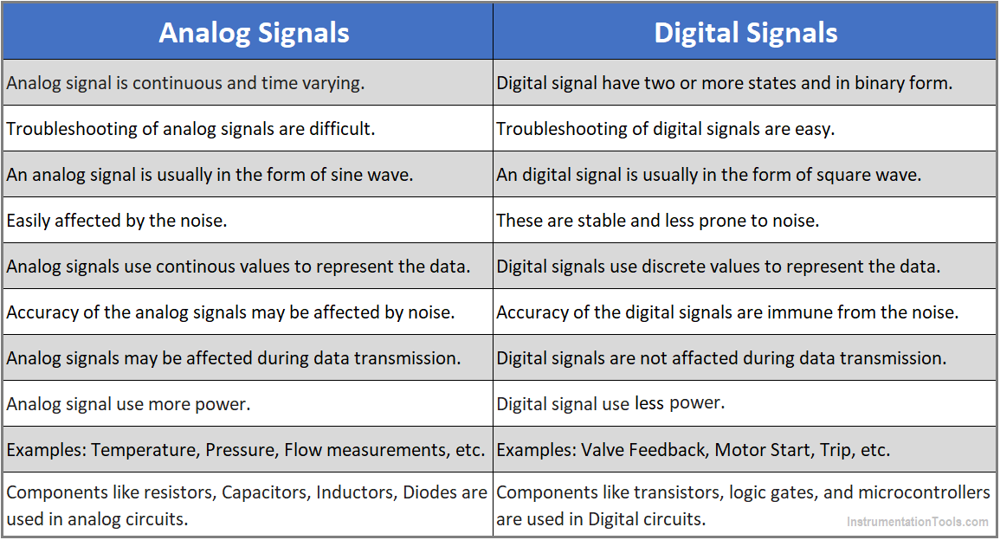 Analog Signals
Digital Signals
Analog signal is continuous and time varying.
Digital signal have two or more states and in binary form.
Troubleshooting of analog signals are difficult.
Troubleshooting of digital signals are easy.
An analog signal is usually in the form of sine wave.
An digital signal is usually in the form of square wave.
Easily affected by the noise.
These are stable and less prone to noise.
Analog signals use continous values to represent the data.
Digital signals use discrete values to represent the data.
Accuracy of the analog signals may be affected by noise.
Accuracy of the digital signals are immune from the noise.
Analog signals may be affected during data transmission.
Digital signals are not affacted during data transmission.
Analog signal use more power.
Digital signal use less power.
Examples: Temperature, Pressure, Flow measurements, etc.
Examples: Valve Feedback, Motor Start, Trip, etc.
Components like resistors, Capacitors, Inductors, Diodes are
used in analog circuits.
Components like transistors, logic gates, and microcontrollers
are used in Digital circuits.
InstrumentationTools.com